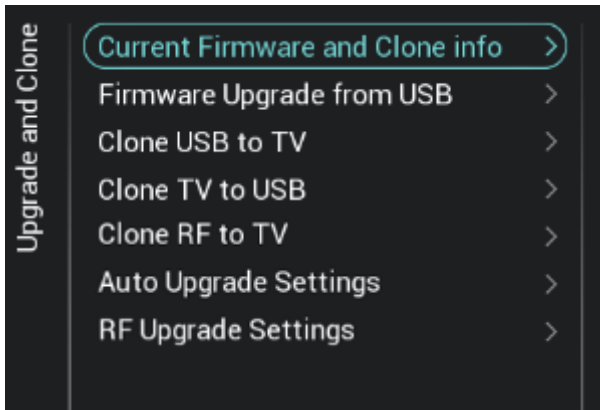 Upgrade and Clone
Current Firmware and Clone info
Firmware Upgrade from USB
Clone USB to TV
Clone TV to USB
Clone RF to TV
Auto Upgrade Settings
RF Upgrade Settings